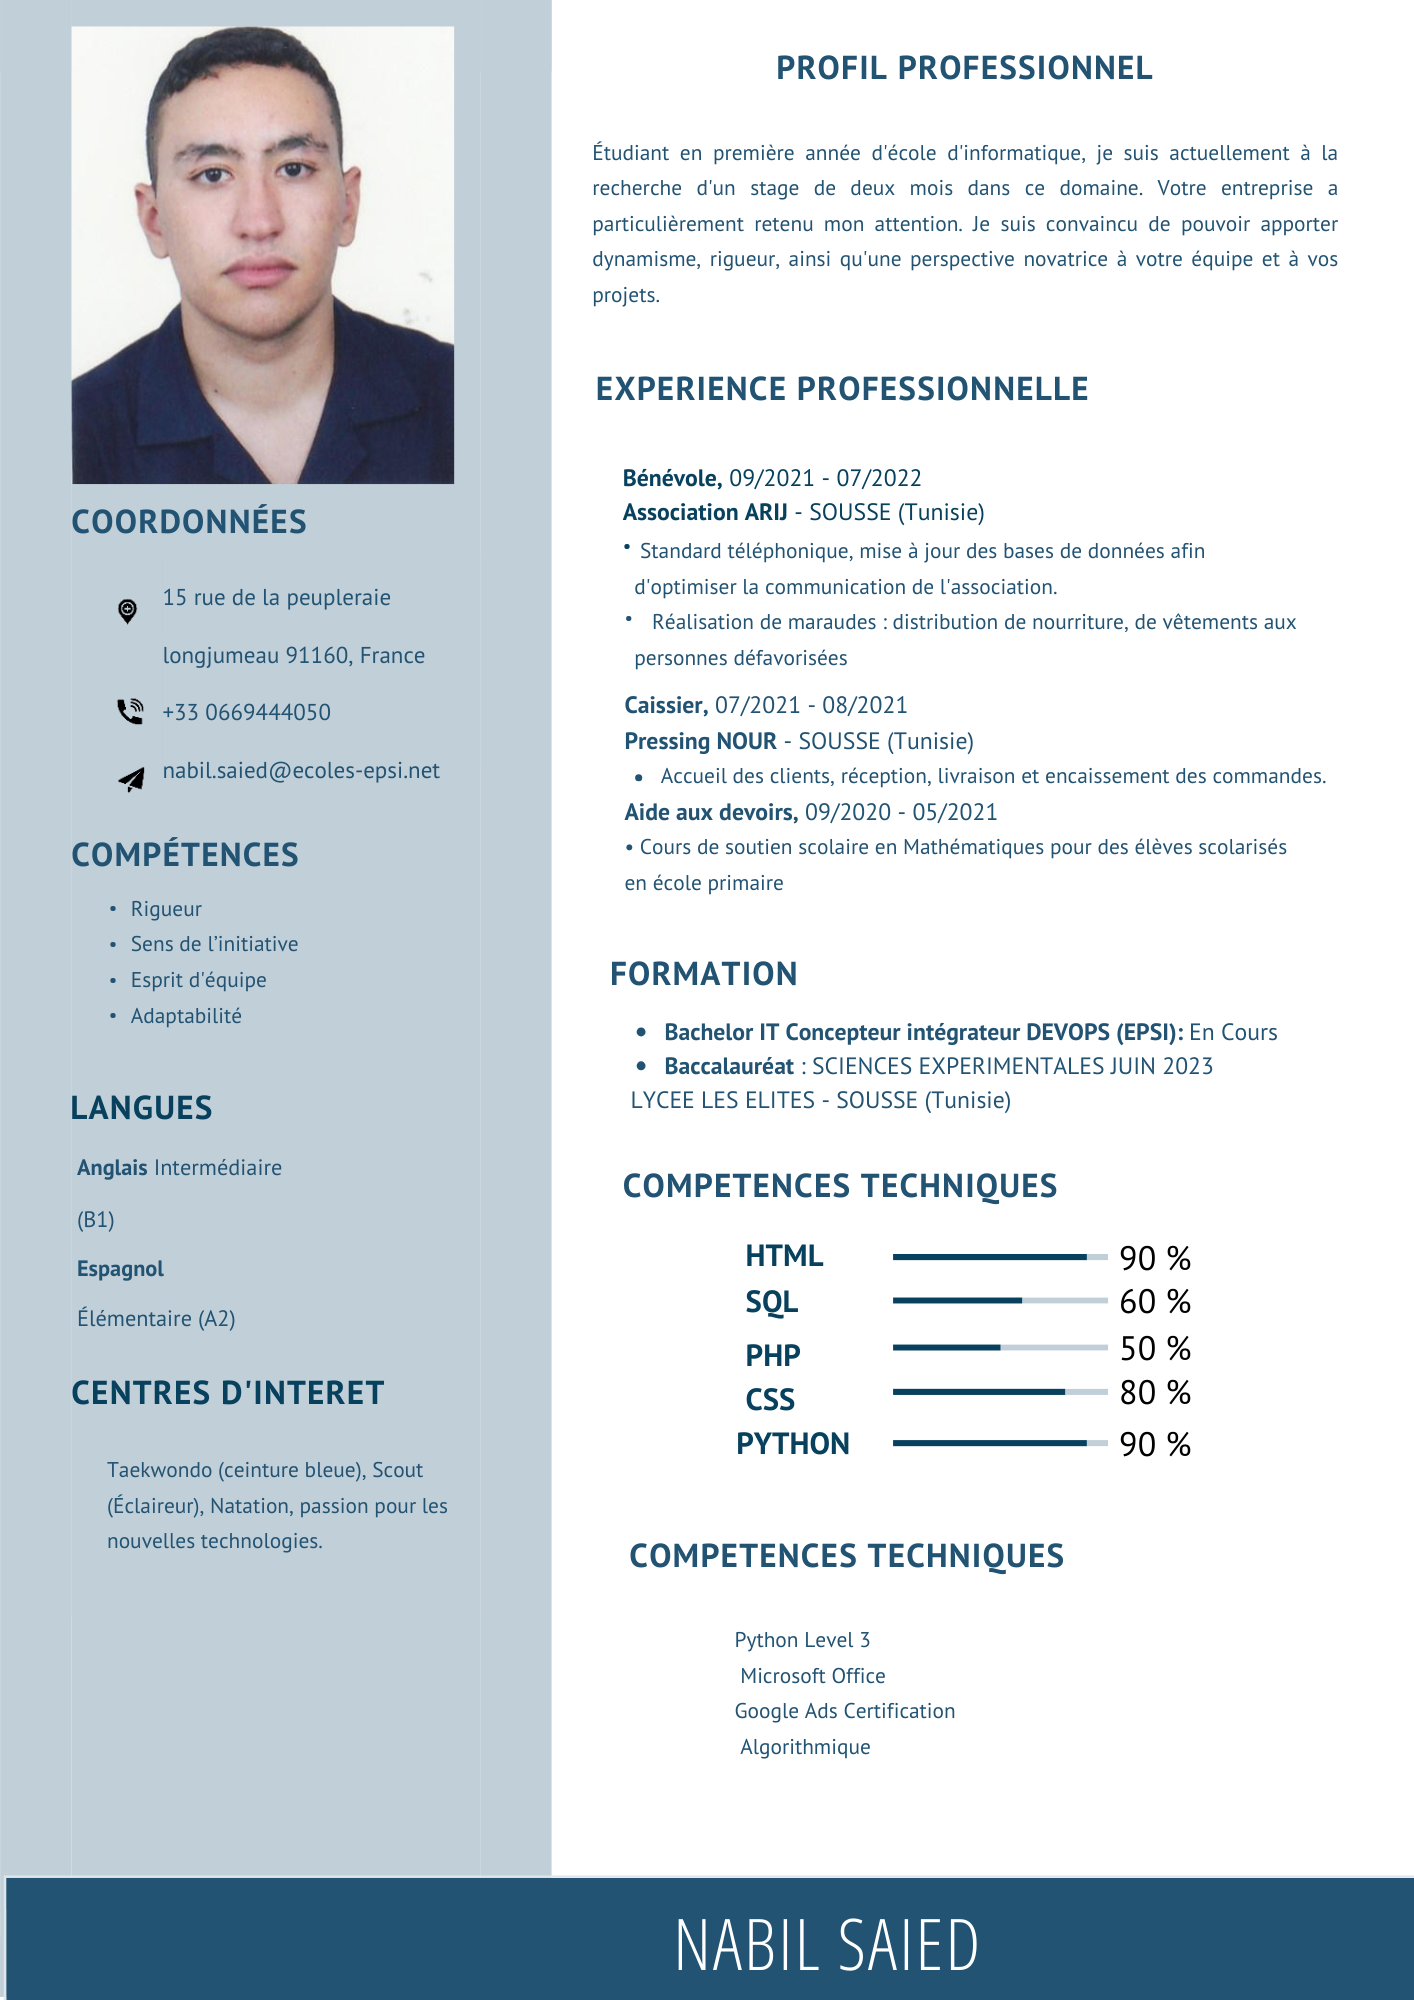 COORDONNÉES
15 rue de la peupleraie
longjumeau 91160, France
+33 0669444050
nabil.saied@ecoles-epsi.net
COMPÉTENCES
• Rigueur
• Sens de l’initiative
• Esprit d'équipe
• Adaptabilité
LANGUES
Anglais Intermédiaire
(B1)
Espagnol
Élémentaire (A2)
CENTRES D'INTERET
Taekwondo (ceinture bleue), Scout
(Éclaireur), Natation, passion pour les
nouvelles technologies.
PROFIL PROFESSIONNEL
Étudiant en première année d'école d'informatique, je suis actuellement à la
recherche d'un stage de deux mois dans ce domaine. Votre entreprise a
particulièrement retenu mon attention. Je suis convaincu de pouvoir apporter
dynamisme, rigueur, ainsi qu'une perspective novatrice à votre équipe et à vos
projets.
EXPERIENCE PROFESSIONNELLE
Bénévole, 09/2021 - 07/2022
Association ARIJ - SOUSSE (Tunisie)
• Standard téléphonique, mise à jour des bases de données afin
d'optimiser la communication de l'association.
• Réalisation de maraudes : distribution de nourriture, de vêtements aux
personnes défavorisées
Caissier, 07/2021 - 08/2021
Pressing NOUR - SOUSSE (Tunisie)
• Accueil des clients, réception, livraison et encaissement des commandes.
Aide aux devoirs, 09/2020 - 05/2021
• Cours de soutien scolaire en Mathématiques pour des élèves scolarisés
en école primaire
FORMATION
• Bachelor IT Concepteur intégrateur DEVOPS (EPSI): En Cours
• Baccalauréat : SCIENCES EXPERIMENTALES JUIN 2023
LYCEE LES ELITES - SOUSSE (Tunisie)
COMPETENCES TECHNIQUES
HTML 90 %
SQL 60 %
PHP 50 %
CSS 80 %
PYTHON 90 %
COMPETENCES TECHNIQUES
Python Level 3
Microsoft Office
Google Ads Certification
Algorithmique
NABIL SAIED